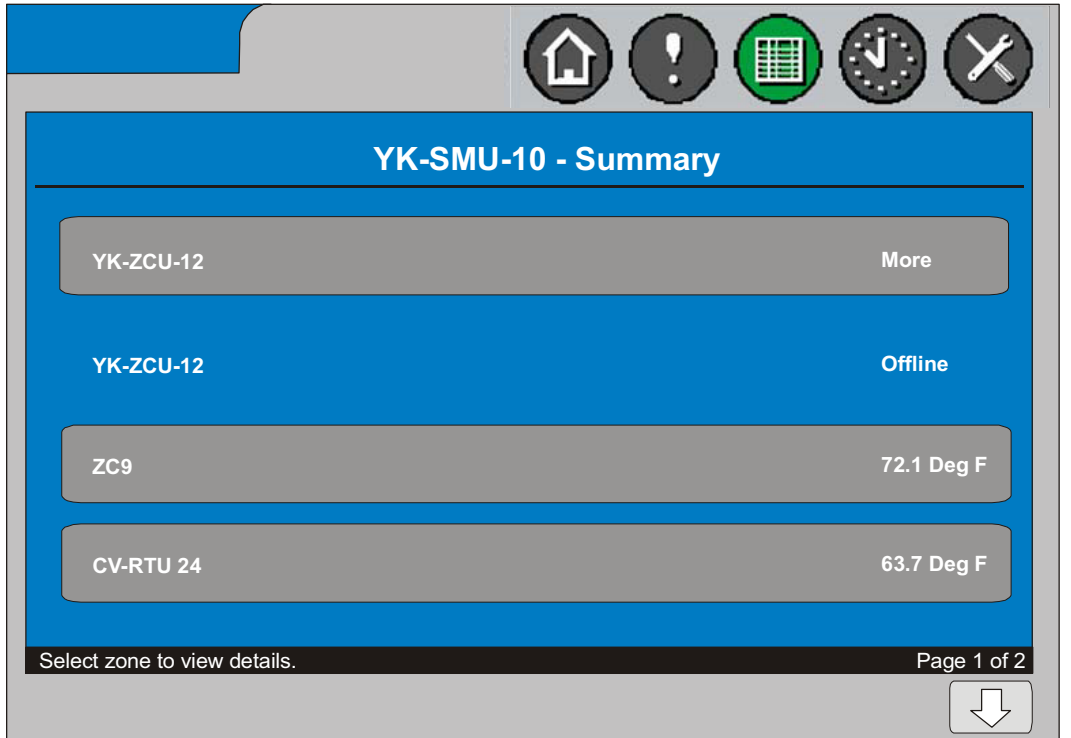 YK-SMU-10 - Summary
YK-ZCU-12 More
YK-ZCU-12 Offline
ZC9 72.1 Deg F
CV-RTU 24 63.7 Deg F
Select zone to view details. Page 1 of 2